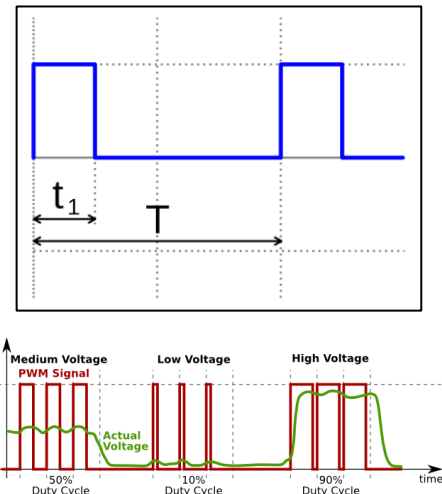 t1
T
Medium Voltage
Low Voltage
High Voltage
PWM Signal
Actual
Voltage
50%
10%
90%
time
Duty Cycle
Duty Cycle
Duty Cycle